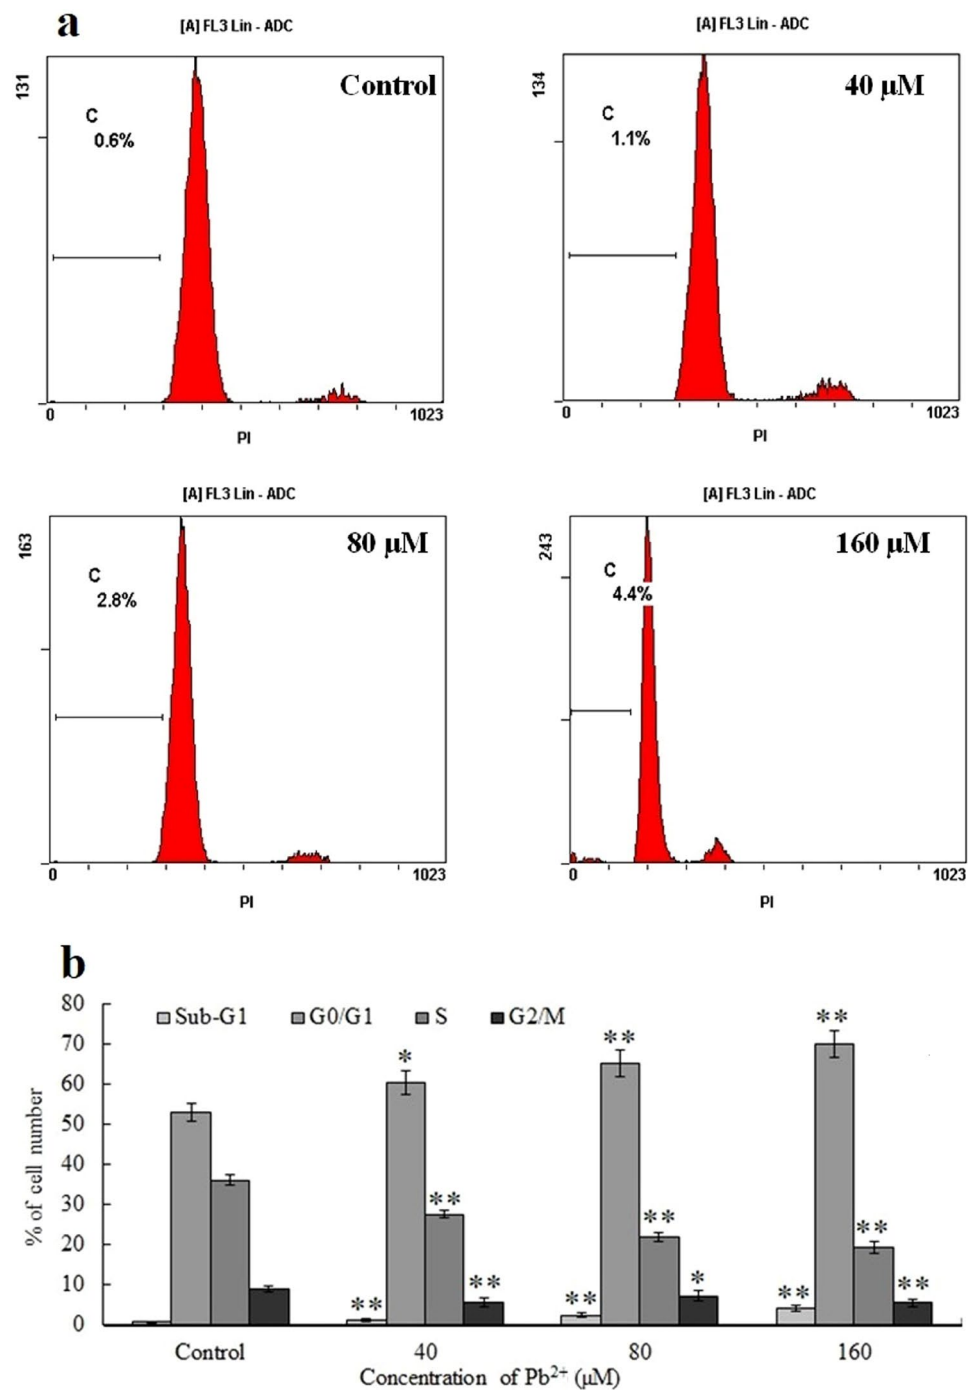 a
[A] FL3 Lin - ADC
131
Control
C
0.6%
0
1023
PI
[A] FL3 Lin - ADC
134
40 μM
C
1.1%
0
1023
PI
[A] FL3 Lin - ADC
163
80 μM
C
2.8%
0
1023
PI
[A] FL3 Lin - ADC
243
160 μM
C
4.4%
0
1023
PI
b
Sub-G1 G0/G1 S G2/M
% of cell number
80
70
60
50
40
30
20
10
0
*
**
**
**
**
**
**
*
**
**
**
**
Control 40 80 160
Concentration of Pb²⁺ (μM)